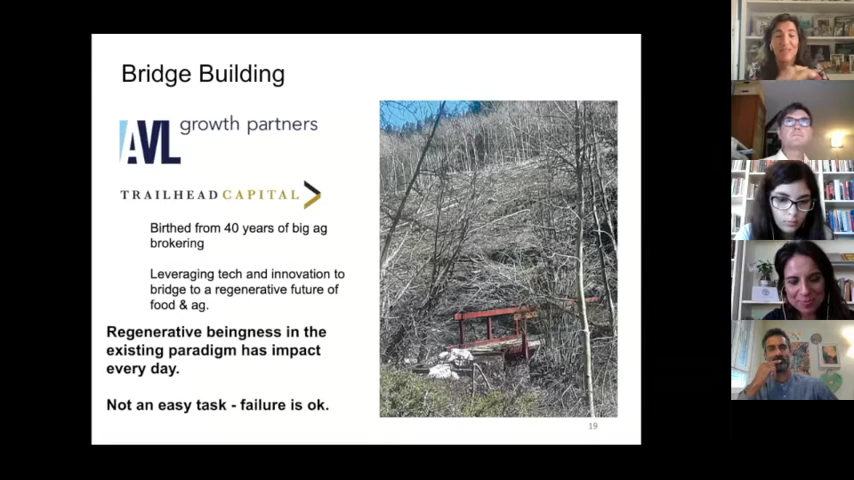 Bridge Building
AVL growth partners
TRAILHEAD CAPITAL
Birthed from 40 years of big ag
brokering
Leveraging tech and innovation to
bridge to a regenerative future of
food & ag.
Regenerative beingness in the
existing paradigm has impact
every day.
Not an easy task - failure is ok.
19